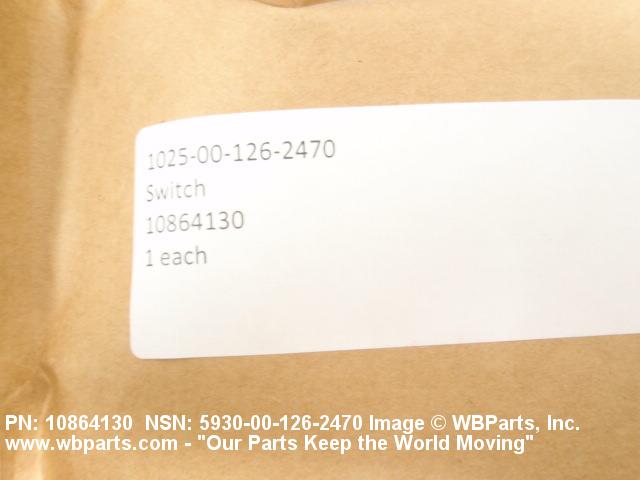 1025-00-126-2470
Switch
10864130
1 each
PN: 10864130 NSN: 5930-00-126-2470 Image © WBParts, Inc.
www.wbparts.com - "Our Parts Keep the World Moving"